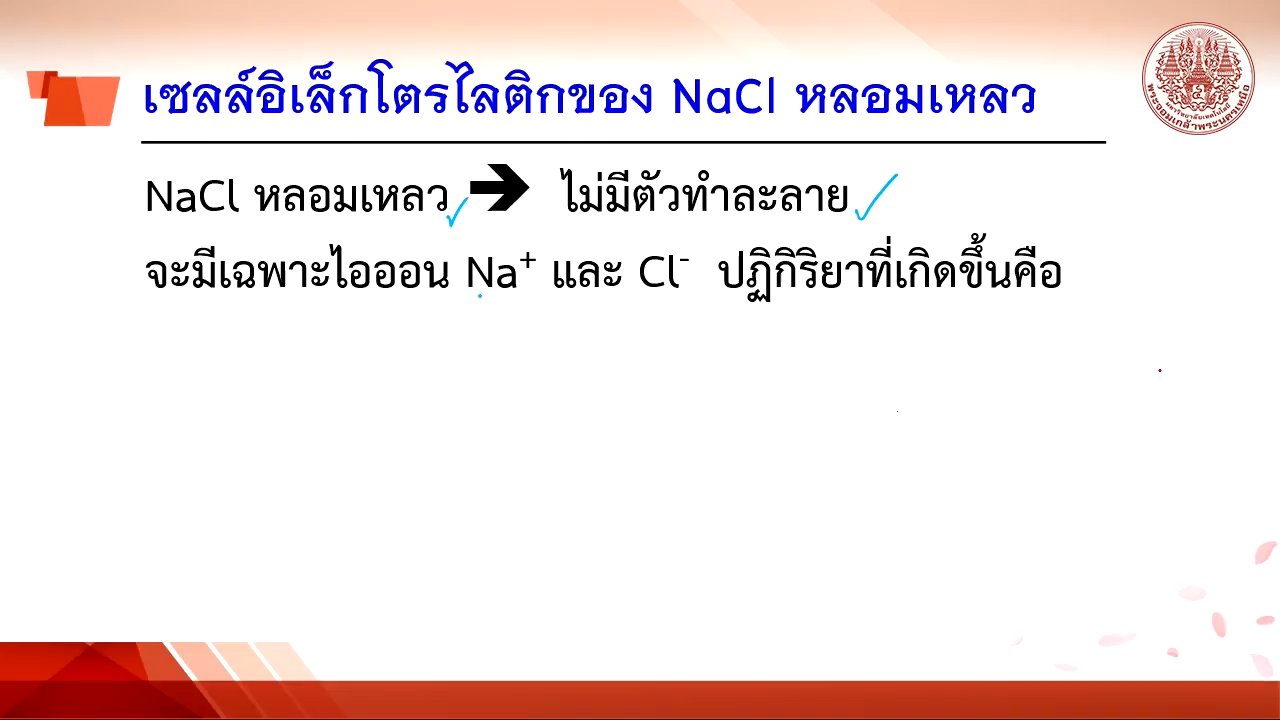 เซลล์อิเล็กโตรไลติกของ NaCl หลอมเหลว
NaCl หลอมเหลว → ไม่มีตัวทำละลาย
จะมีเฉพาะไอออน Na⁺ และ Cl⁻ ปฏิกิริยาที่เกิดขึ้นคือ